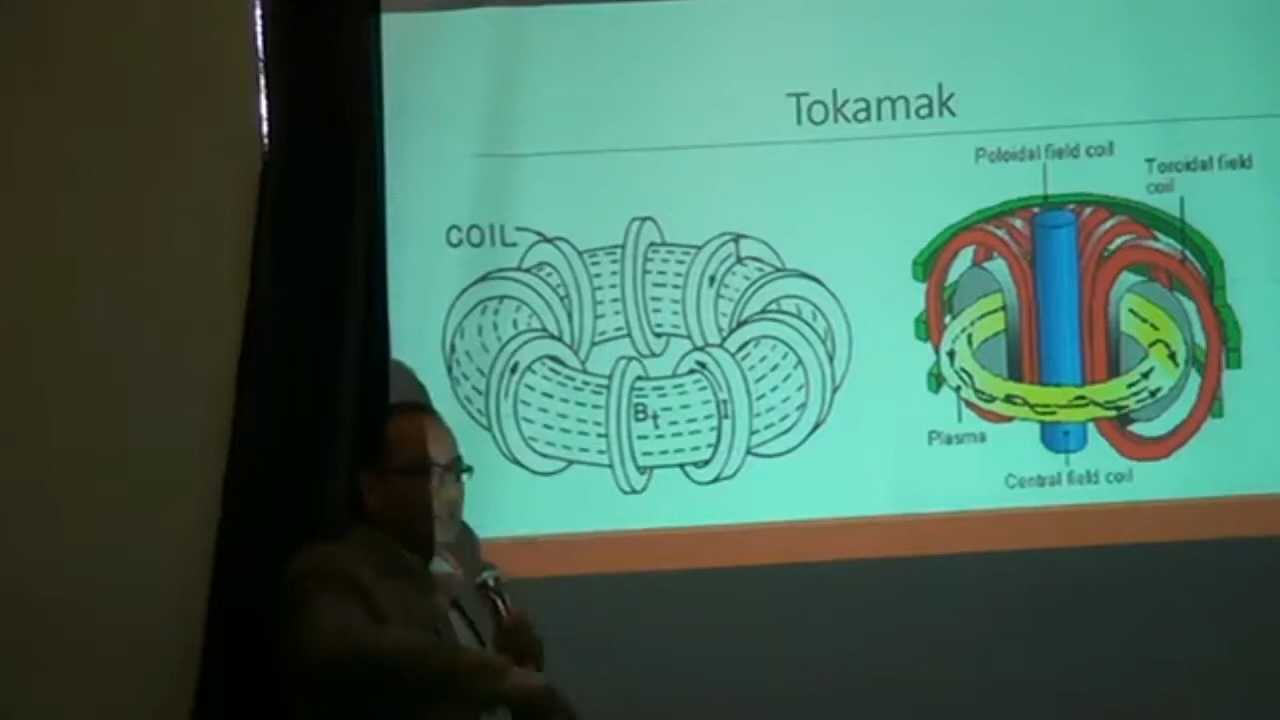 Tokamak
COIL
B t
I
Poloidal field coil
Toroidal field
coil
Plasma
Central field coil